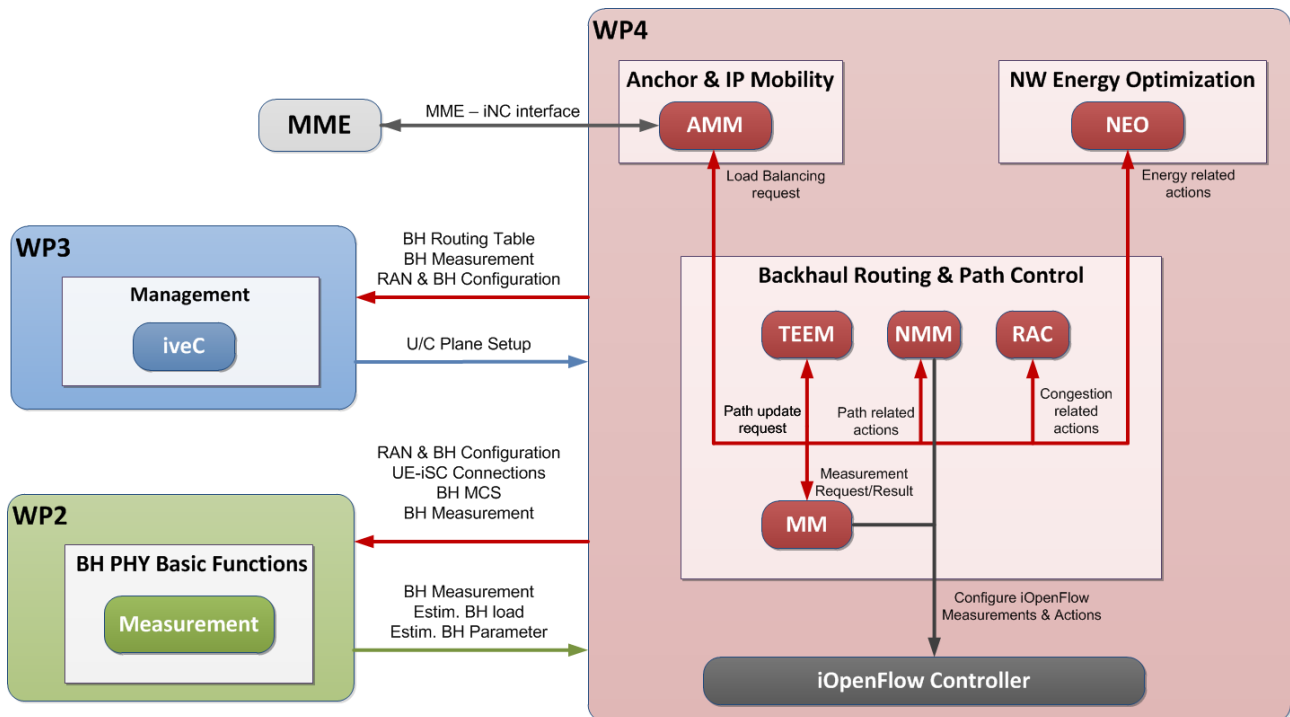 WP4
Anchor & IP Mobility
AMM
NW Energy Optimization
NEO
MME
MME – iNC interface
Load Balancing
request
Energy related
actions
WP3
Management
iveC
BH Routing Table
BH Measurement
RAN & BH Configuration
U/C Plane Setup
Backhaul Routing & Path Control
TEEM
NMM
RAC
Path update
request
Path related
actions
Congestion
related
actions
Measurement
Request/Result
MM
WP2
BH PHY Basic Functions
Measurement
RAN & BH Configuration
UE-iSC Connections
BH MCS
BH Measurement
BH Measurement
Estim. BH load
Estim. BH Parameter
Configure iOpenFlow
Measurements & Actions
iOpenFlow Controller